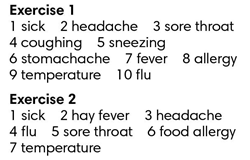 Exercise 1
1 sick 2 headache 3 sore throat
4 coughing 5 sneezing
6 stomachache 7 fever 8 allergy
9 temperature 10 flu
Exercise 2
1 sick 2 hay fever 3 headache
4 flu 5 sore throat 6 food allergy
7 temperature